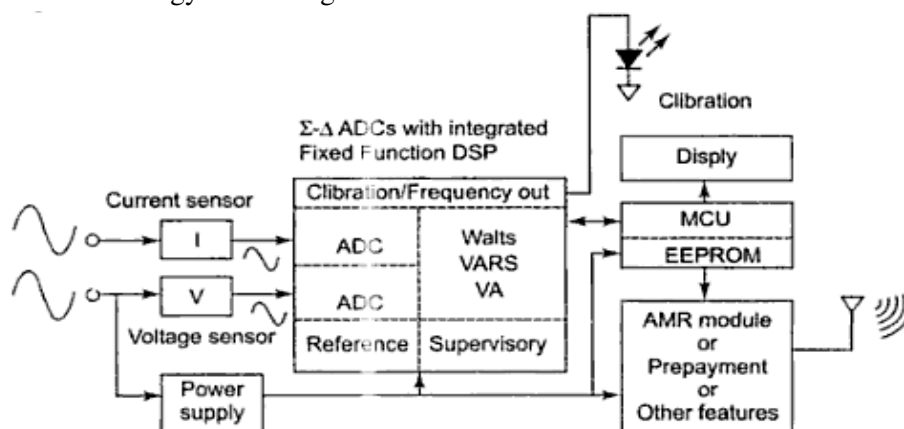 Clibration
Σ-Δ ADCs with integrated
Fixed Function DSP
Disply
Clibration/Frequency out
Current sensor
MCU
I
ADC
Walts
VARS
VA
EEPROM
V
ADC
Voltage sensor
Reference
Supervisory
AMR module
or
Prepayment
or
Other features
Power
supply